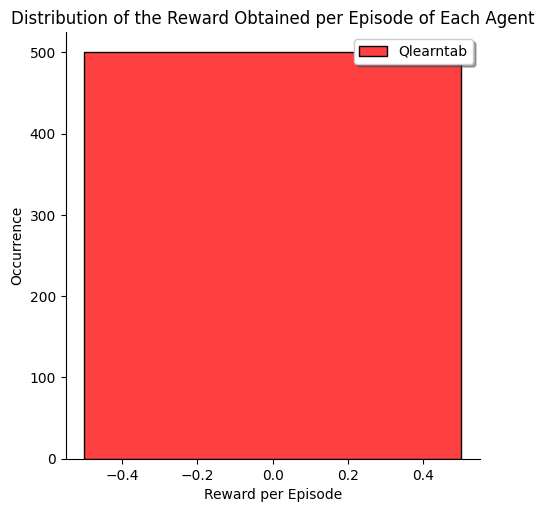 Distribution of the Reward Obtained per Episode of Each Agent
Qlearntab
500
400
300
200
100
0
Occurrence
−0.4 −0.2 0.0 0.2 0.4
Reward per Episode